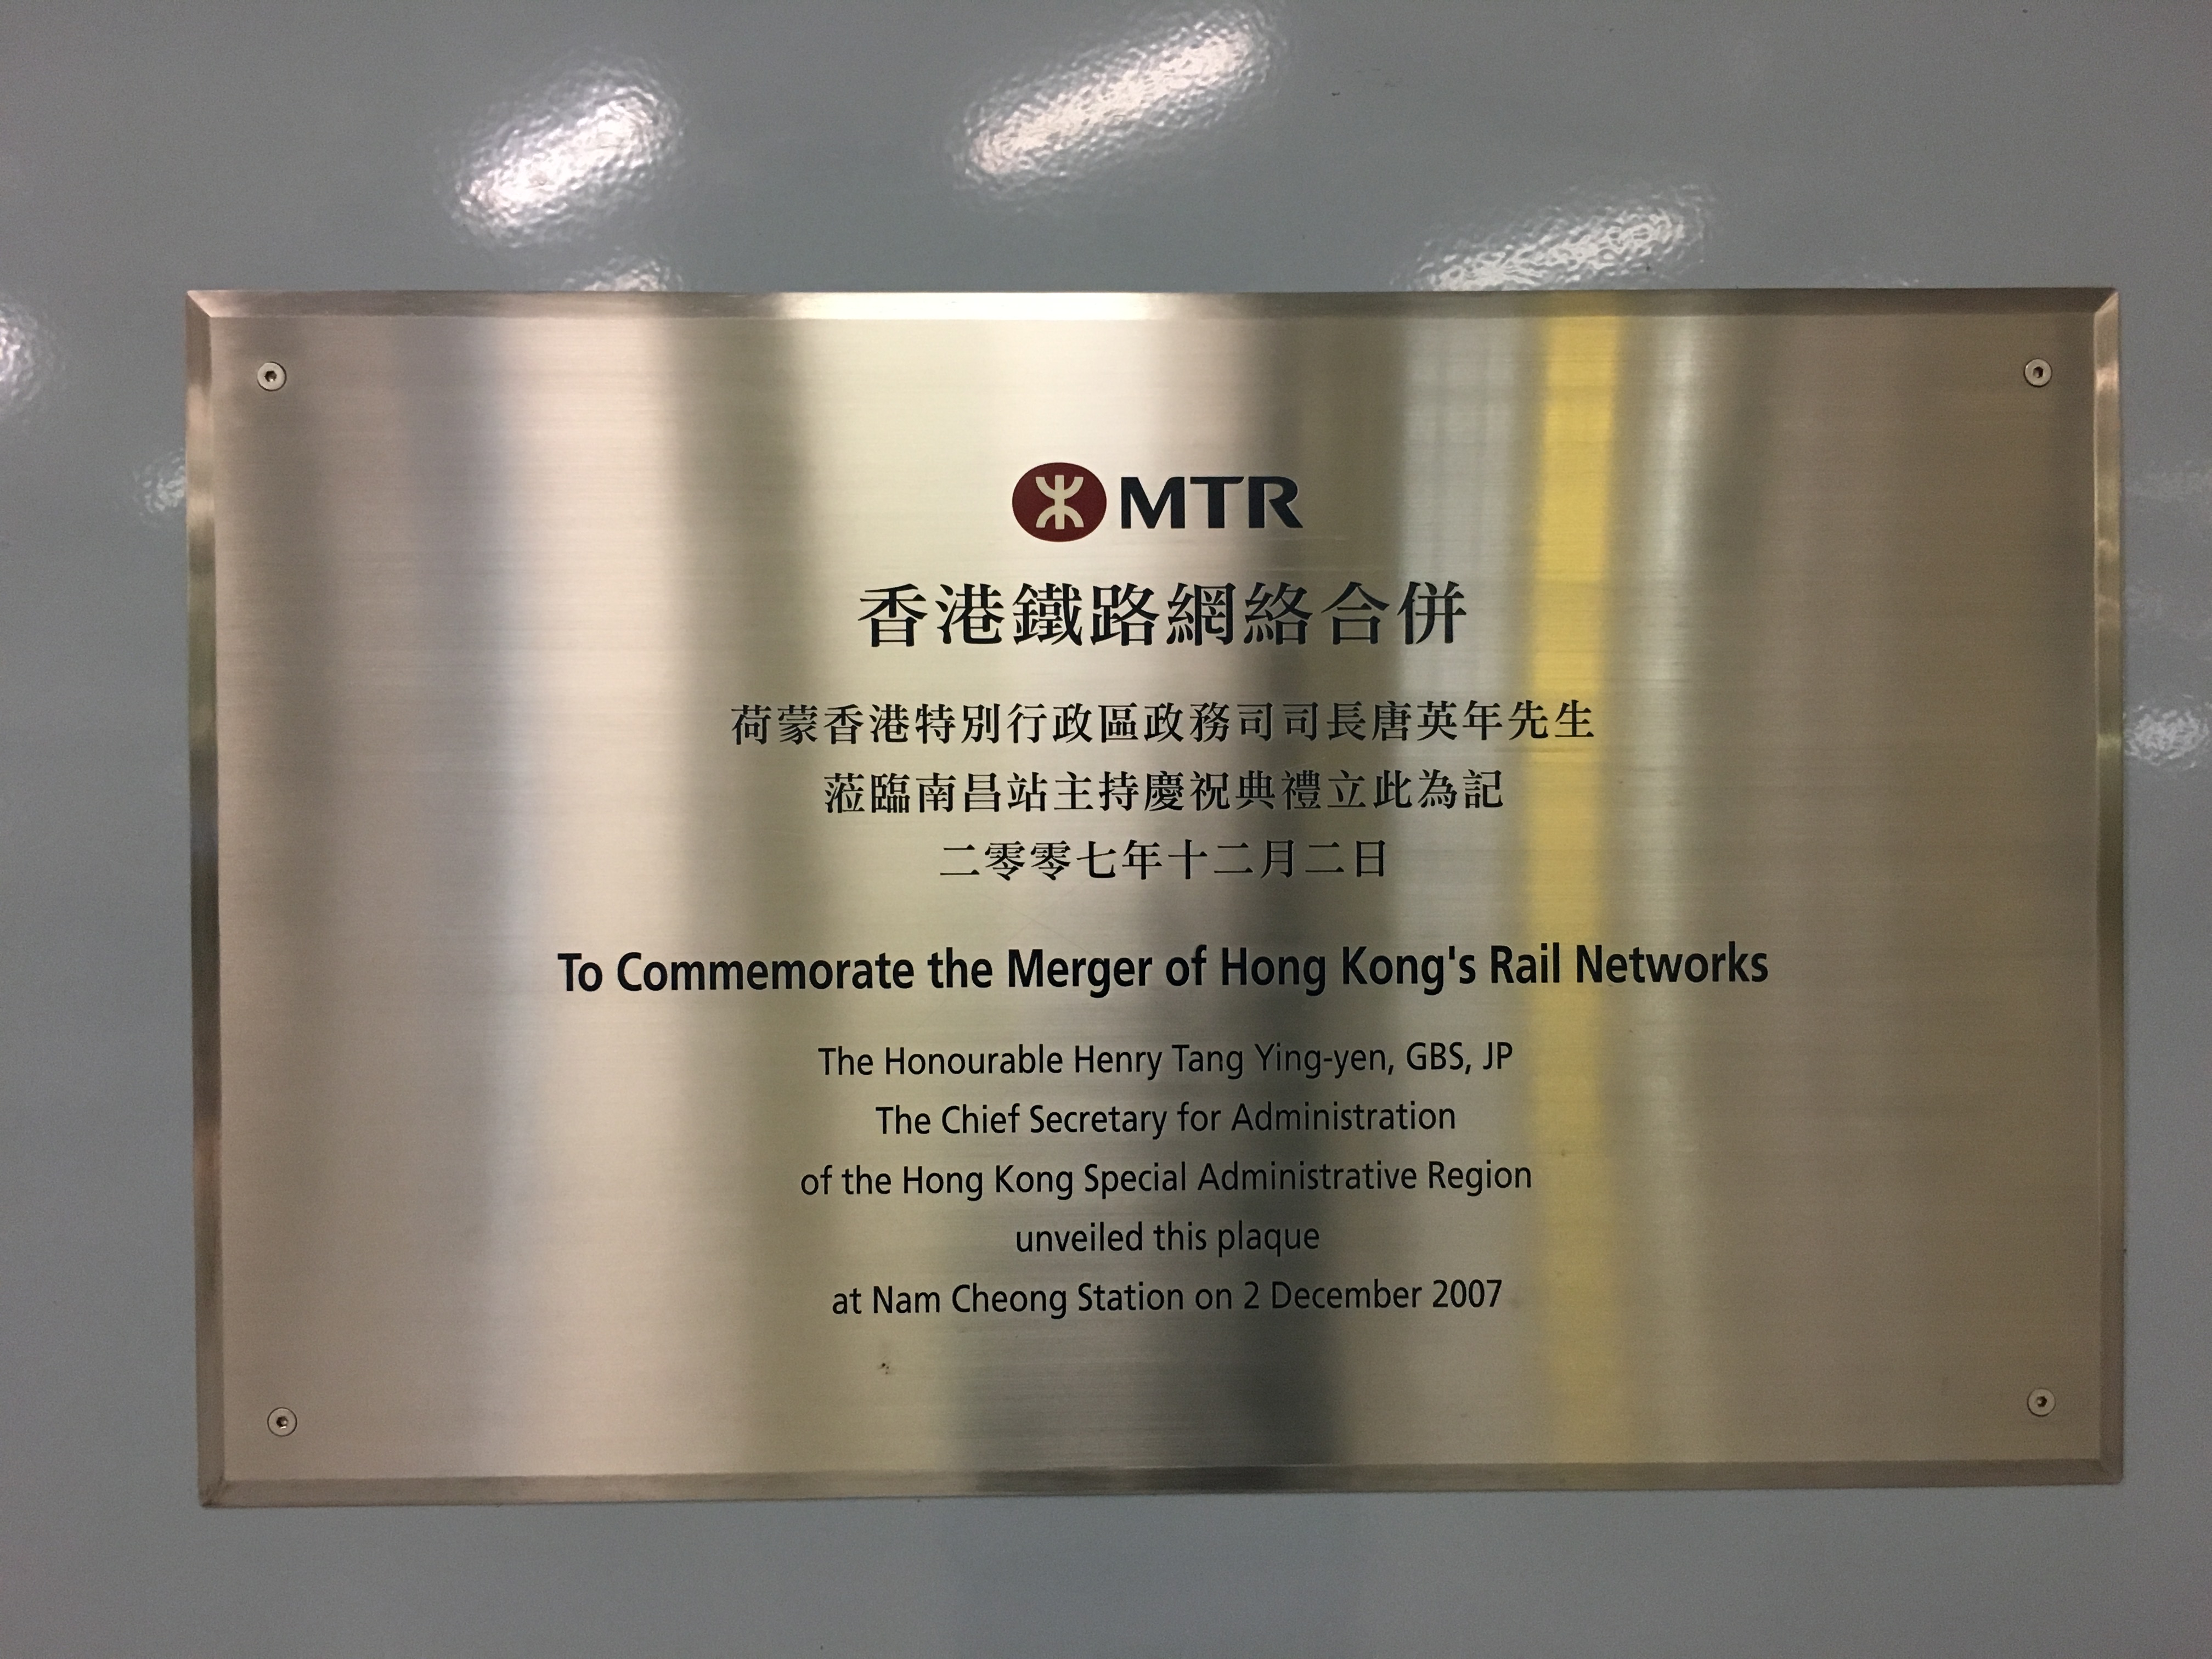 MTR
香港鐵路網絡合併
荷蒙香港特別行政區政務司司長唐英年先生
蒞臨南昌站主持慶祝典禮立此為記
二零零七年十二月二日
To Commemorate the Merger of Hong Kong's Rail Networks
The Honourable Henry Tang Ying-yen, GBS, JP
The Chief Secretary for Administration
of the Hong Kong Special Administrative Region
unveiled this plaque
at Nam Cheong Station on 2 December 2007